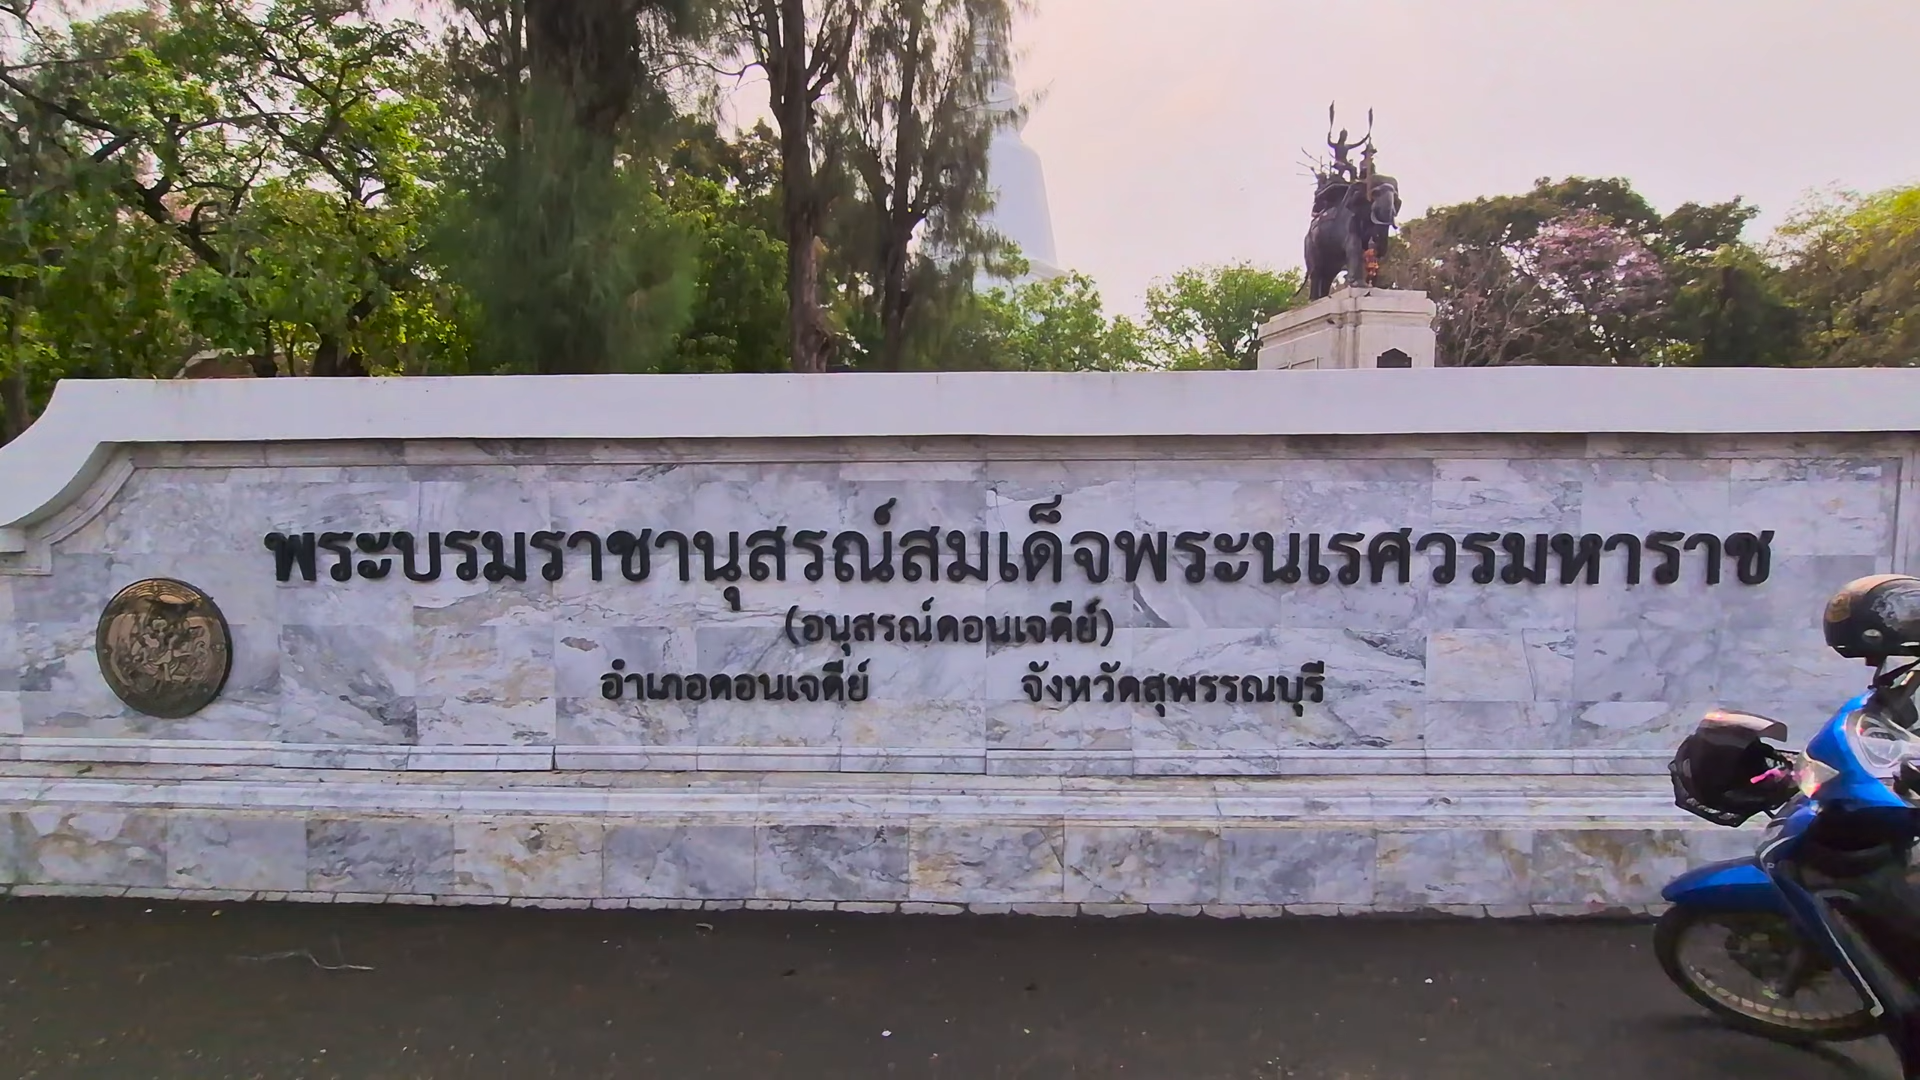 พระบรมราชานุสรณ์สมเด็จพระนเรศวรมหาราช
(อนุสรณ์ดอนเจดีย์)
อำเภอดอนเจดีย์ จังหวัดสุพรรณบุรี